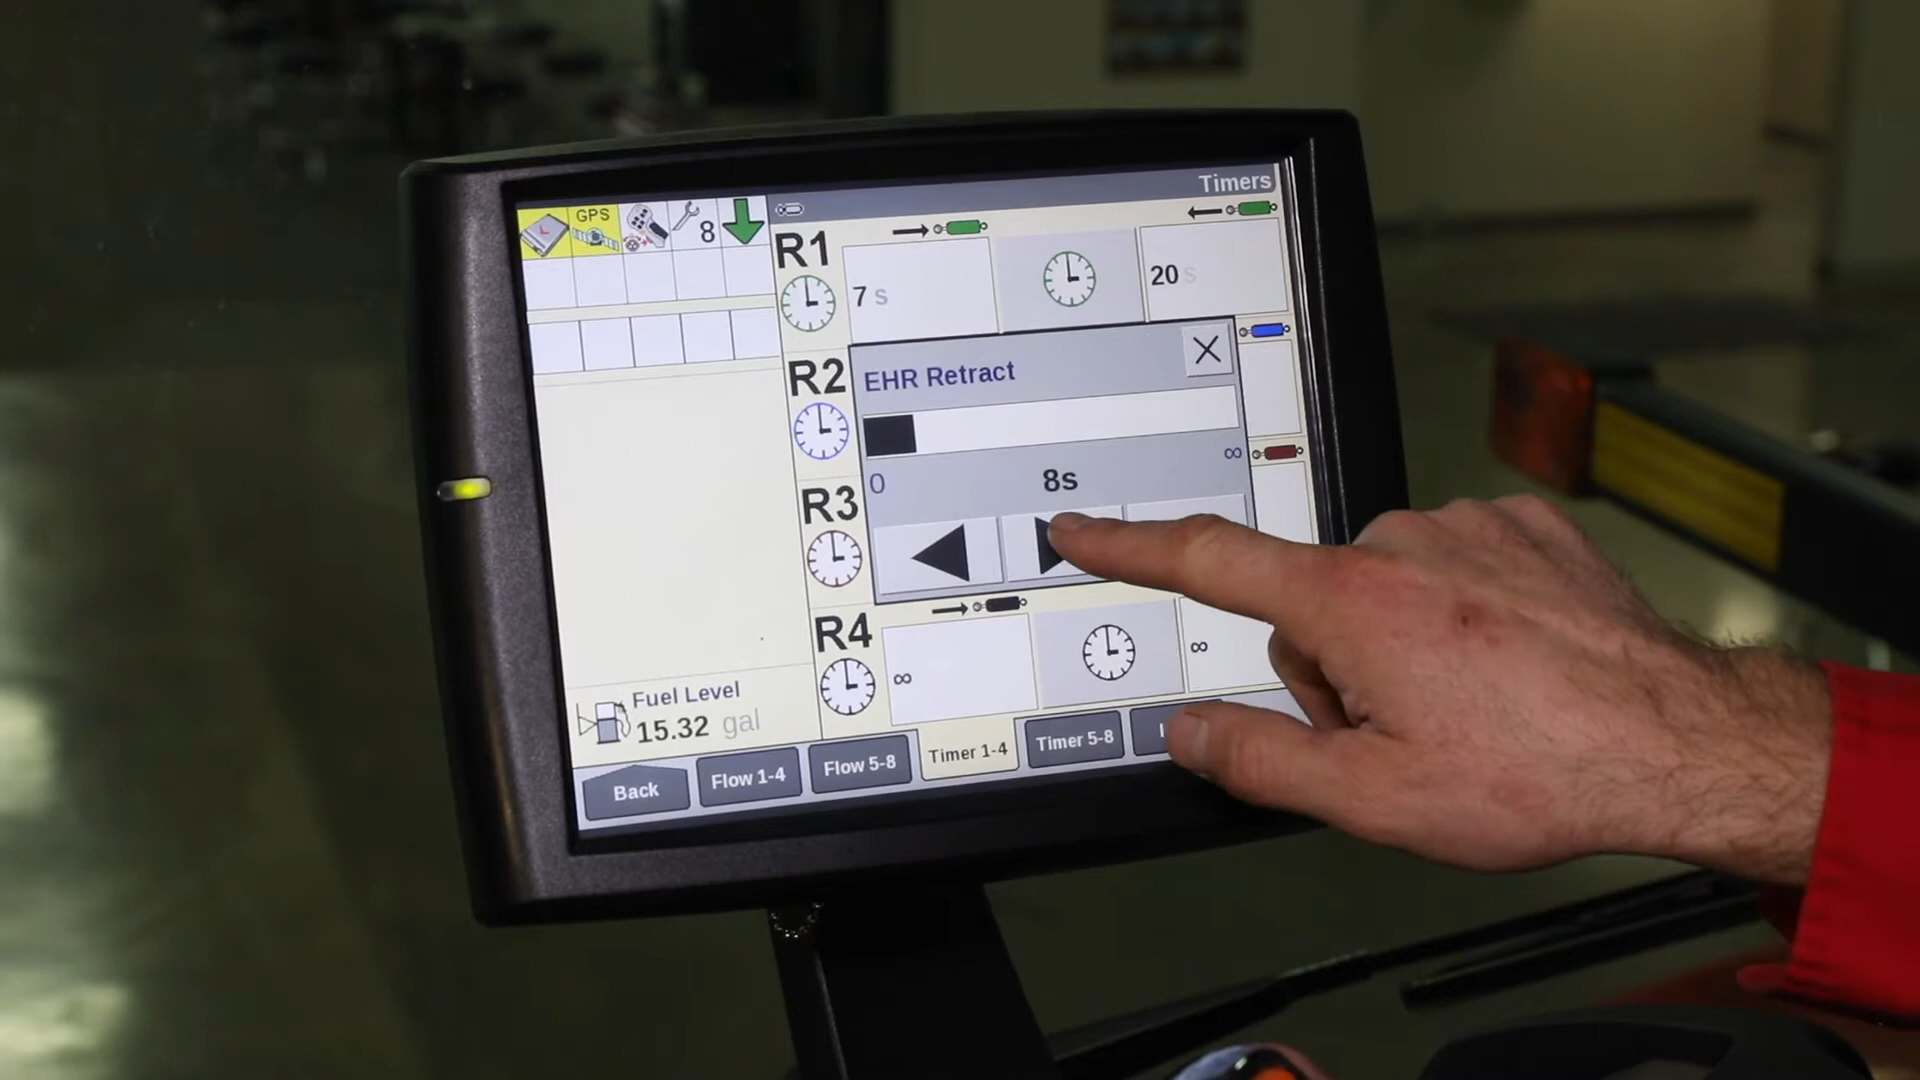 Timers
GPS
8
R1
7 s
20 s
R2
EHR Retract
0
8s
∞
R3
R4
∞
∞
Fuel Level
15.32 gal
Back
Flow 1-4
Flow 5-8
Timer 1-4
Timer 5-8